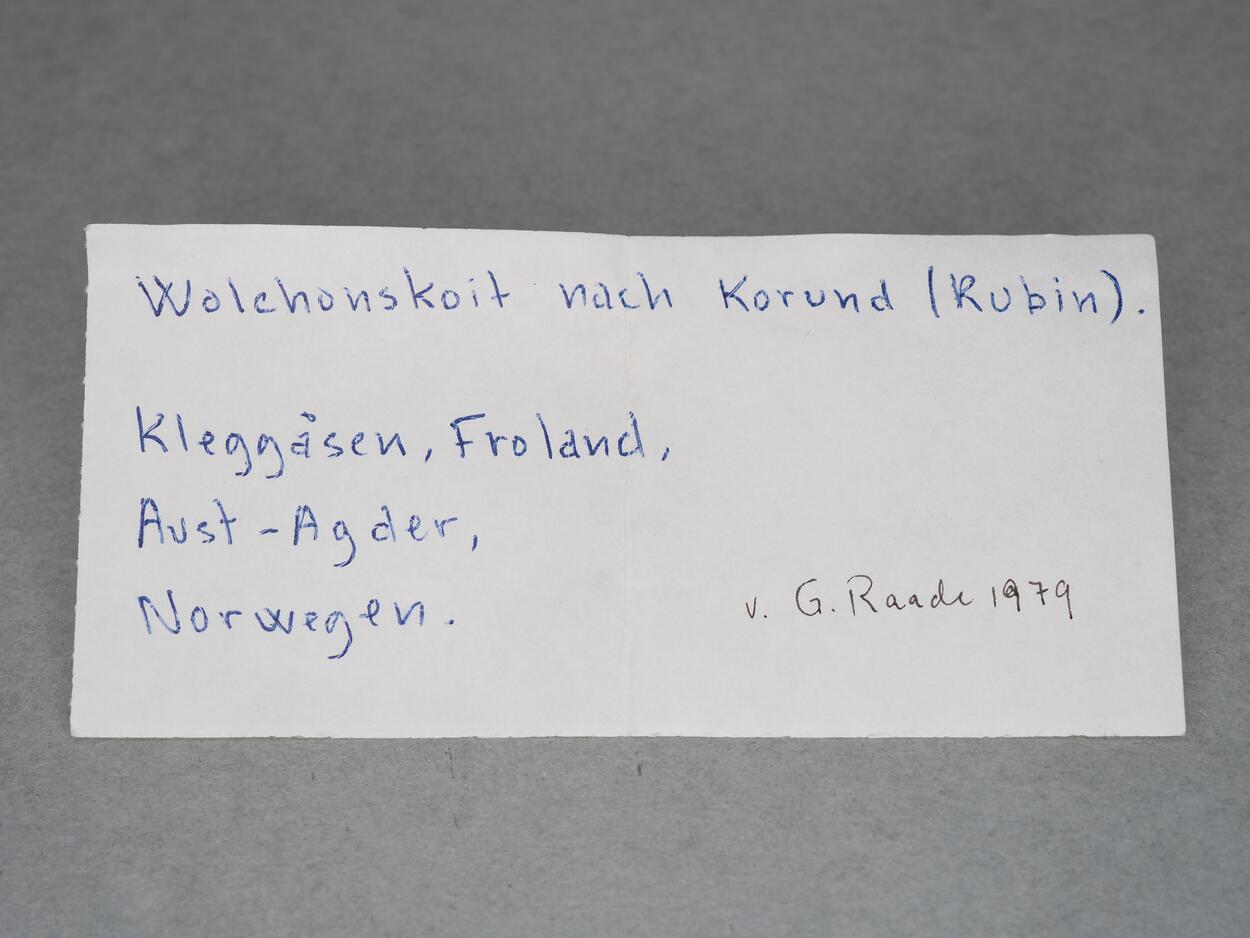 Wolchonskoit nach Korund (Rubin).
Kleggåsen, Froland,
Aust-Agder,
Norwegen.
v. G. Raade 1979